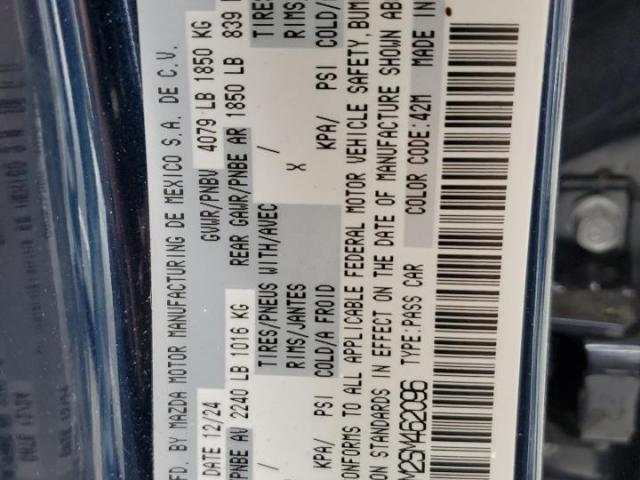 FD. BY MAZDA MOTOR MANUFACTURING DE MEXICO S.A. DE C.V.
DATE 12/24 GVWR/PNBV 4079 LB 1850 KG
PNBE AV 2240 LB 1016 KG REAR GAWR/PNBE AR 1850 LB 839
TIRES/PNEUS WITH/AVEC / TIRES
RIMS/JANTES X RIMS
KPA/ PSI COLD/A FROID KPA/ PSI COLD/
ONFORMS TO ALL APPLICABLE FEDERAL MOTOR VEHICLE SAFETY, BUM
ON STANDARDS IN EFFECT ON THE DATE OF MANUFACTURE SHOWN AB
M2SM462096 TYPE:PASS CAR COLOR CODE:42M MADE IN